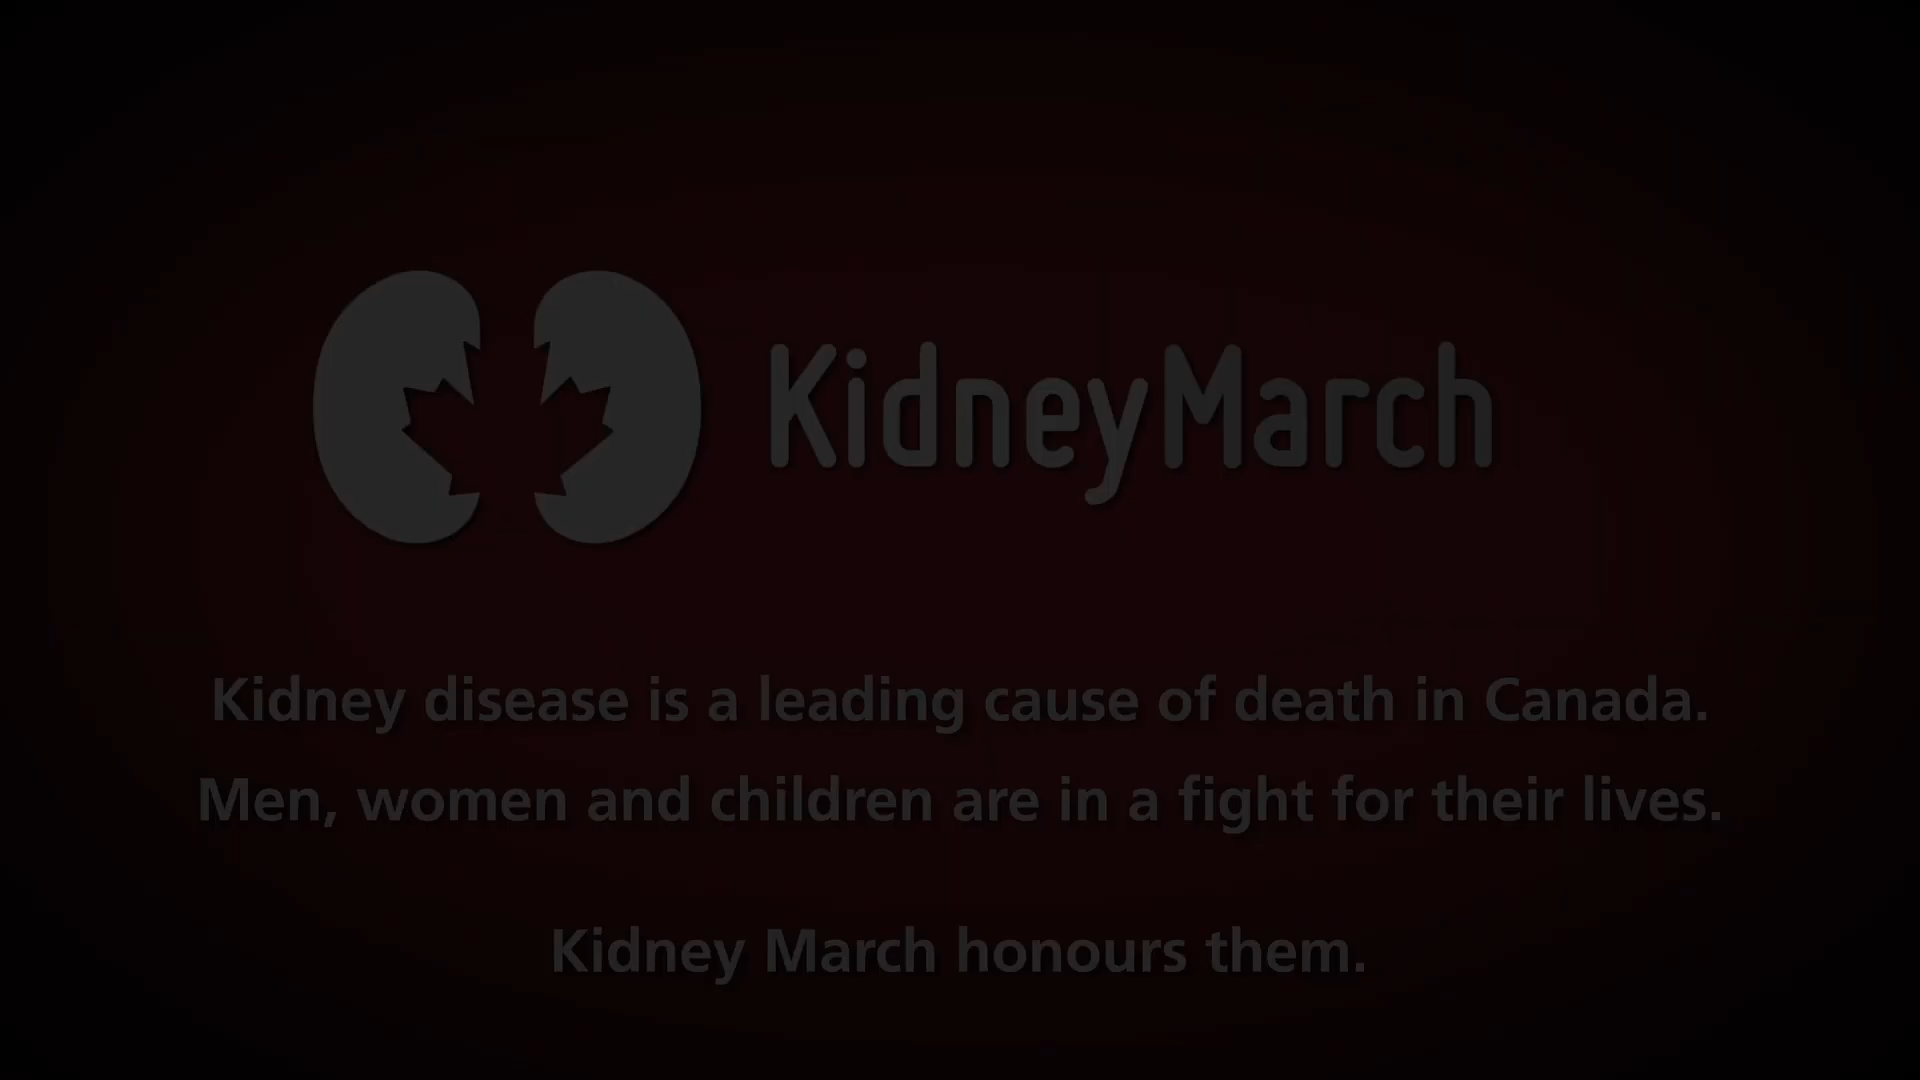 KidneyMarch
Kidney disease is a leading cause of death in Canada.
Men, women and children are in a fight for their lives.
Kidney March honours them.